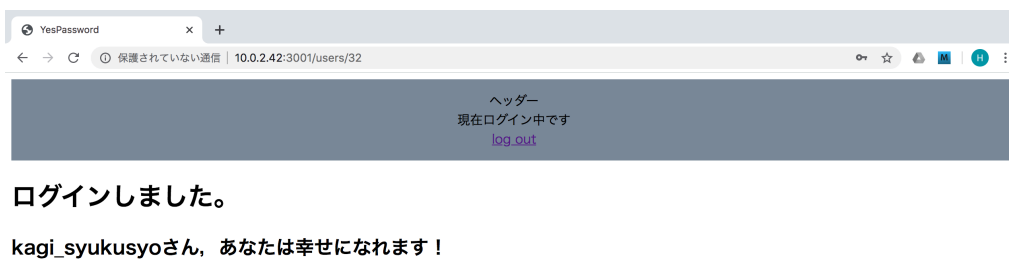 YesPassword
保護されていない通信 | 10.0.2.42:3001/users/32
M
H
ヘッダー
現在ログイン中です
log out
ログインしました。
kagi_syukusyoさん，あなたは幸せになれます！